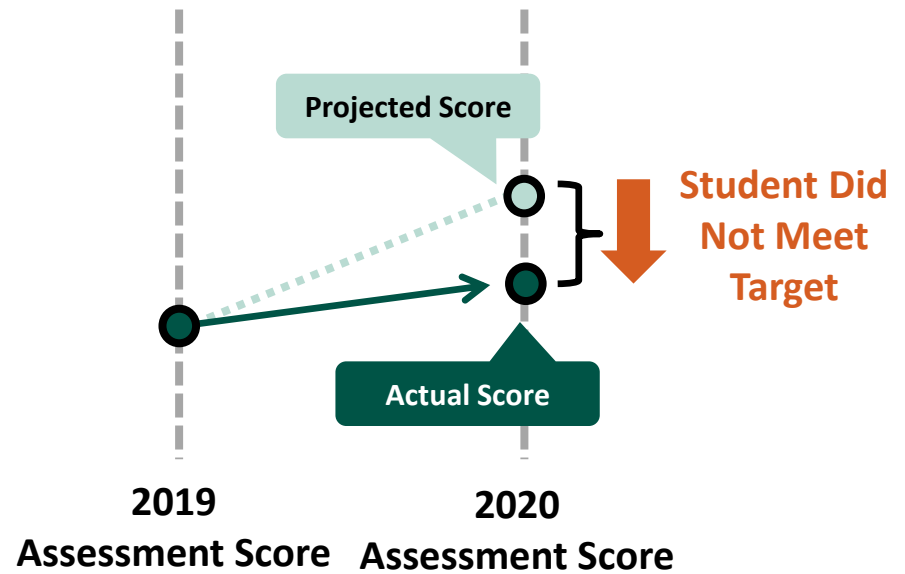 Projected Score
Student Did
Not Meet
Target
Actual Score
2019
Assessment Score
2020
Assessment Score